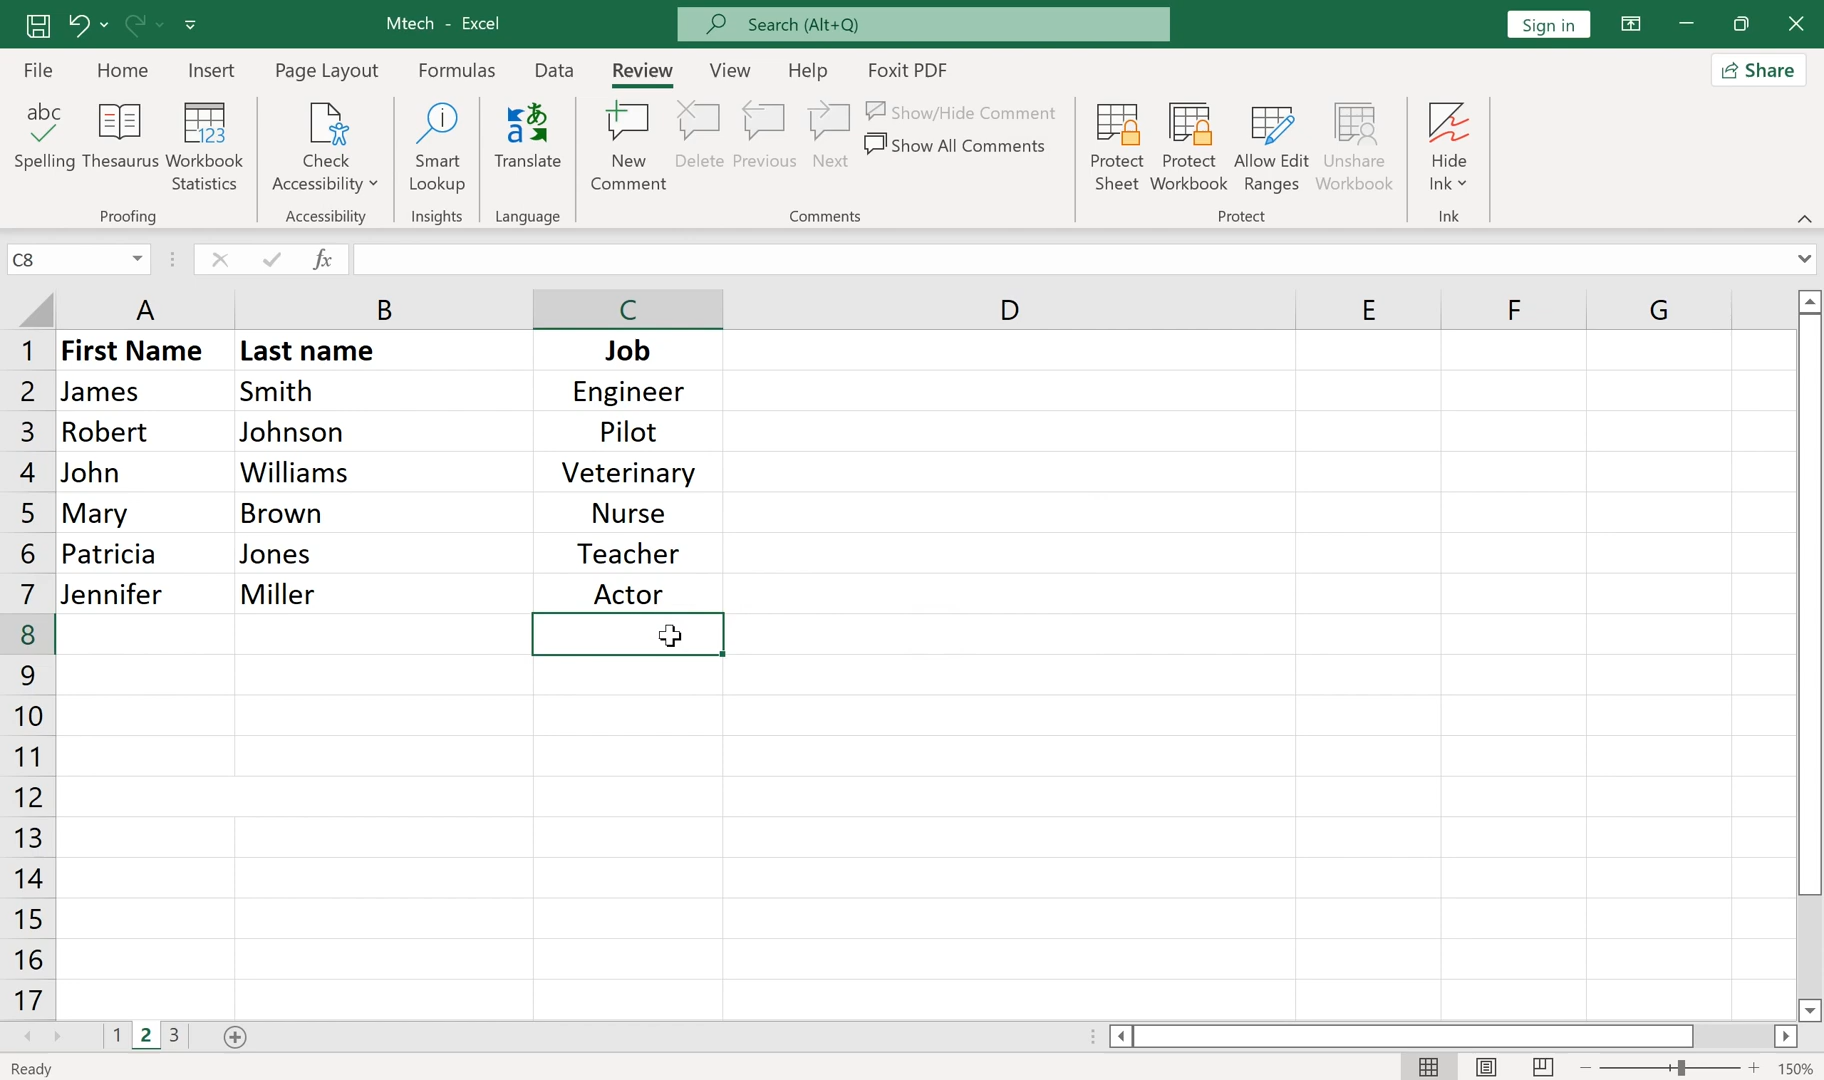 Mtech - Excel
Search (Alt+Q)
Sign in
File Home Insert Page Layout Formulas Data Review View Help Foxit PDF
Share
abc
Spelling
Thesaurus
123
Workbook Statistics
Proofing
Check Accessibility
Accessibility
Smart Lookup
Insights
a あ
Translate
Language
New Comment
Delete
Previous
Next
Show/Hide Comment
Show All Comments
Comments
Protect Sheet
Protect Workbook
Allow Edit Ranges
Unshare Workbook
Protect
Hide Ink
Ink
C8 fx
A B C D E F G
1 First Name Last name Job
2 James Smith Engineer
3 Robert Johnson Pilot
4 John Williams Veterinary
5 Mary Brown Nurse
6 Patricia Jones Teacher
7 Jennifer Miller Actor
8
9
10
11
12
13
14
15
16
17
1 2 3
Ready
150%